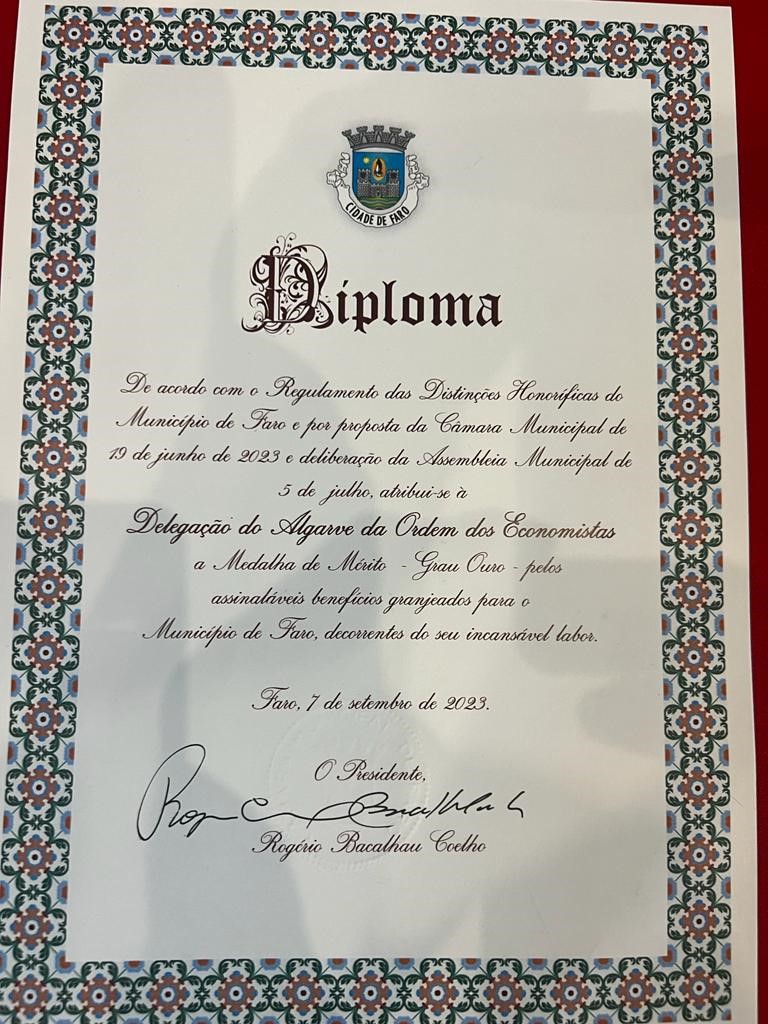 CIDADE DE FARO
Diploma
De acordo com o Regulamento das Distinções Honoríficas do
Município de Faro e por proposta da Câmara Municipal de
19 de junho de 2023 e deliberação da Assembleia Municipal de
5 de julho, atribui-se à
Delegação do Algarve da Ordem dos Economistas
a Medalha de Mérito - Grau Ouro - pelos
assinaláveis benefícios granjeados para o
Município de Faro, decorrentes do seu incansável labor.
Faro, 7 de setembro de 2023.
O Presidente,
Rogério Bacalhau Coelho